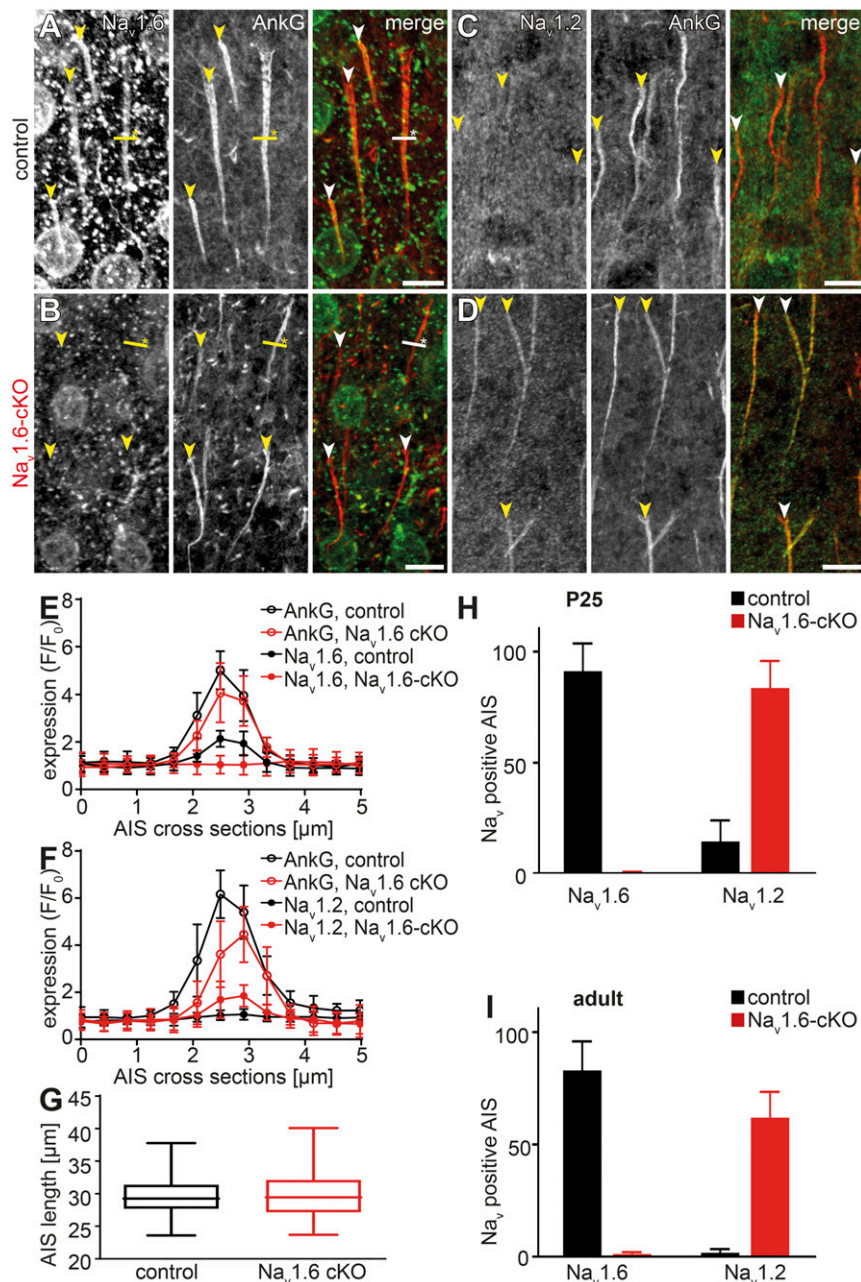 A Nav1.6 AnkG merge C Nav1.2 AnkG merge
control
* * *
B D
Nav1.6-cKO
* * *
E
expression (F/F0)
8
6
4
2
0
0 1 2 3 4 5
AIS cross sections [µm]
AnkG, control
AnkG, Nav1.6 cKO
Nav1.6, control
Nav1.6, Nav1.6-cKO
F
expression (F/F0)
8
6
4
2
0
0 1 2 3 4 5
AIS cross sections [µm]
AnkG, control
AnkG, Nav1.6 cKO
Nav1.2, control
Nav1.2, Nav1.6-cKO
G
AIS length [µm]
45
40
35
30
25
20
control Nav1.6 cKO
H P25
control
Nav1.6-cKO
Nav positive AIS
100
50
0
Nav1.6 Nav1.2
I adult
control
Nav1.6-cKO
Nav positive AIS
100
50
0
Nav1.6 Nav1.2